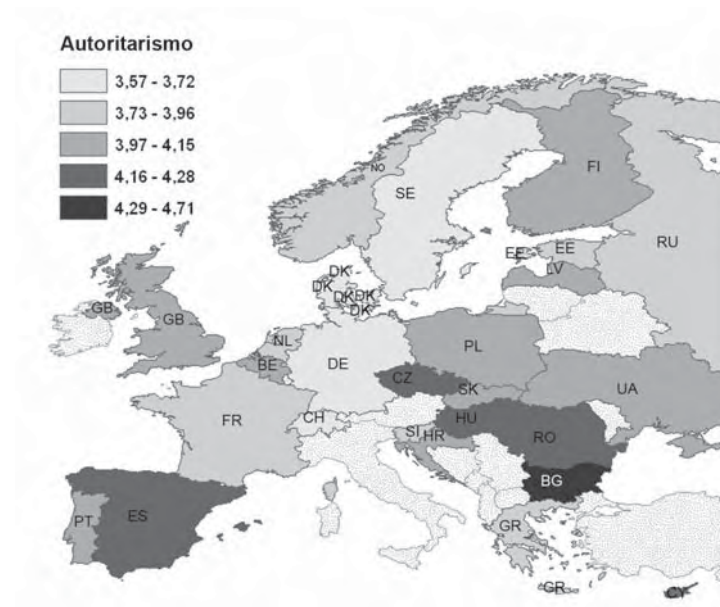 Autoritarismo
3,57 - 3,72
3,73 - 3,96
3,97 - 4,15
4,16 - 4,28
4,29 - 4,71
NO
SE
FI
RU
EE
EE
LV
DK
DK
DK
DK
DK
GB
GB
NL
BE
DE
PL
CZ
SK
UA
FR
CH
SI
HR
HU
RO
BG
PT
ES
GR
GR
CY